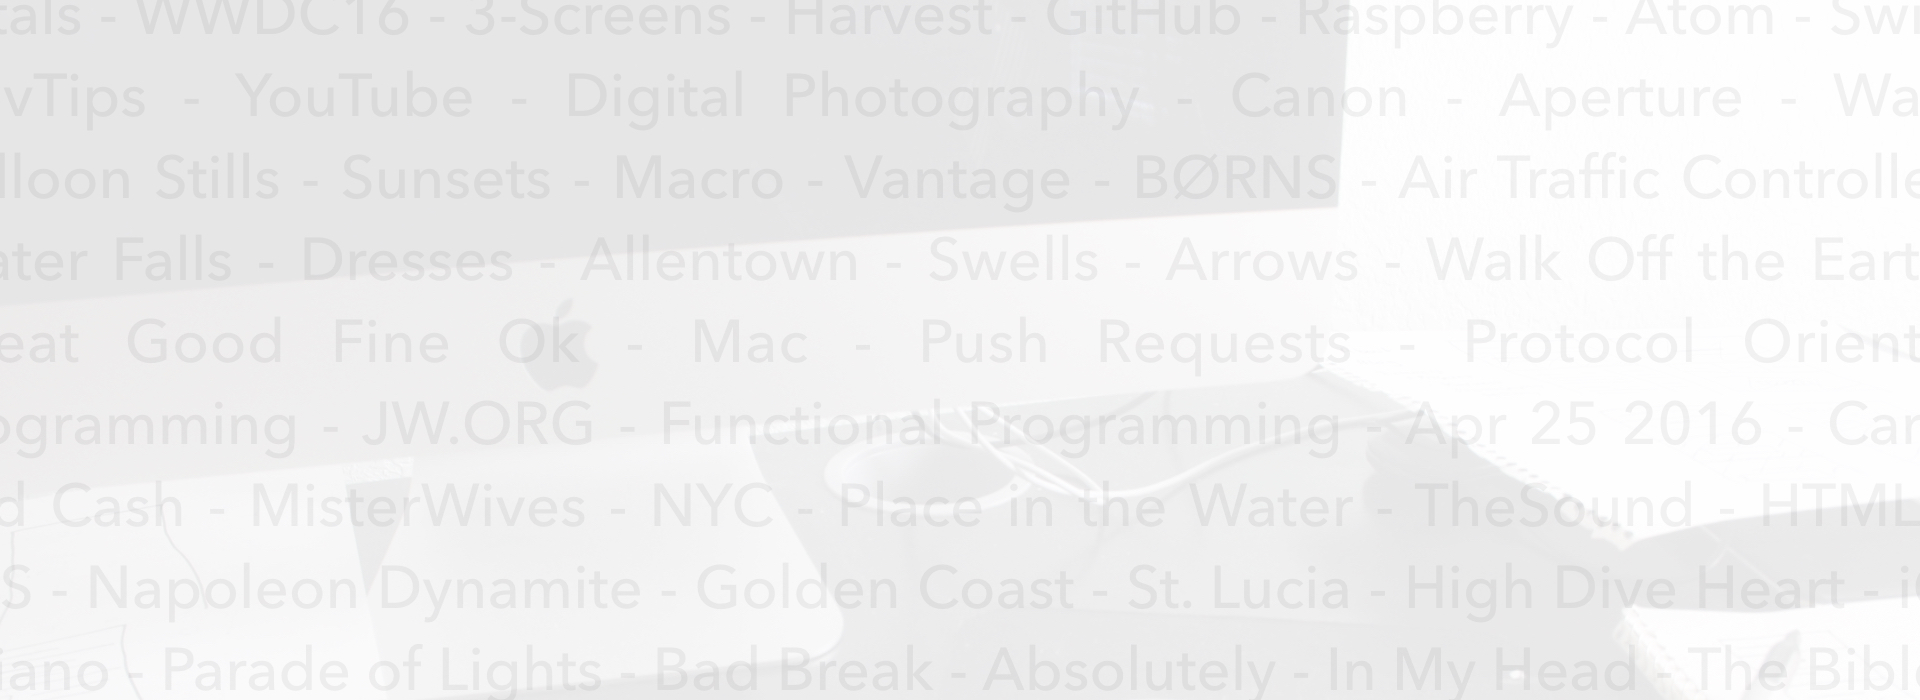 tals - WWDC16 - 3-Screens - Harvest - GitHub - Raspberry - Atom - Swi
vTips - YouTube - Digital Photography - Canon - Aperture - Wa
lloon Stills - Sunsets - Macro - Vantage - BØRNS - Air Traffic Controlle
ater Falls - Dresses - Allentown - Swells - Arrows - Walk Off the Eart
eat Good Fine Ok - Mac - Push Requests - Protocol Orient
ogramming - JW.ORG - Functional Programming - Apr 25 2016 - Car
d Cash - MisterWives - NYC - Place in the Water - TheSound - HTML
S - Napoleon Dynamite - Golden Coast - St. Lucia - High Dive Heart - i
iano - Parade of Lights - Bad Break - Absolutely - In My Head - The Bible